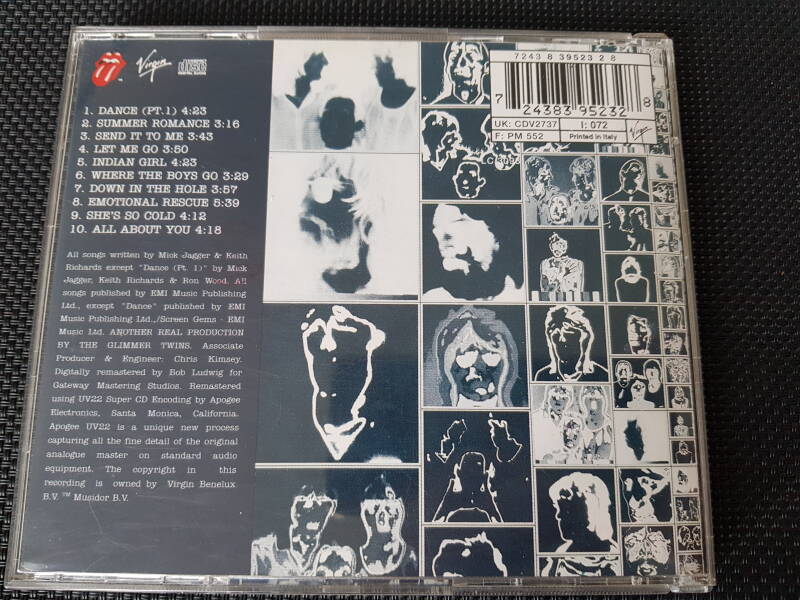 Virgin
COMPACT
disc
DIGITAL AUDIO
1. DANCE (PT.1) 4:23
2. SUMMER ROMANCE 3:16
3. SEND IT TO ME 3:43
4. LET ME GO 3:50
5. INDIAN GIRL 4:23
6. WHERE THE BOYS GO 3:29
7. DOWN IN THE HOLE 3:57
8. EMOTIONAL RESCUE 5:39
9. SHE'S SO COLD 4:12
10. ALL ABOUT YOU 4:18
All songs written by Mick Jagger & Keith
Richards except "Dance (Pt. 1)" by Mick
Jagger, Keith Richards & Ron Wood. All
songs published by EMI Music Publishing
Ltd., except "Dance" published by EMI
Music Publishing Ltd.,/Screen Gems - EMI
Music Ltd. ANOTHER REAL PRODUCTION
BY THE GLIMMER TWINS. Associate
Producer & Engineer: Chris Kimsey.
Digitally remastered by Bob Ludwig for
Gateway Mastering Studios. Remastered
using UV22 Super CD Encoding by Apogee
Electronics, Santa Monica, California.
Apogee UV22 is a unique new process
capturing all the fine detail of the original
analogue master on standard audio
equipment. The copyright in this
recording is owned by Virgin Benelux
B.V. ™ Musidor B.V.
7243 8 39523 2 8
7 24383 95232 8
UK: CDV2737
I: 072
F: PM 552
Printed in Italy
Virgin